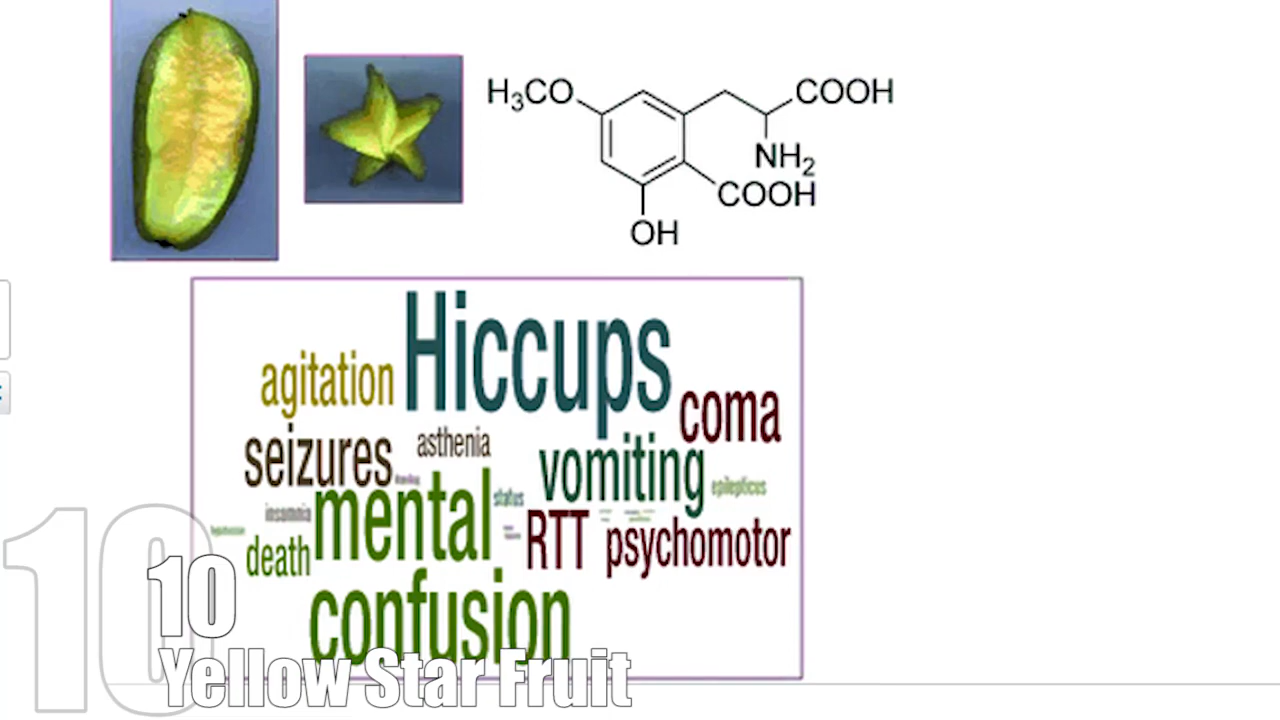 H₃CO
COOH
NH₂
COOH
OH
Hiccups
agitation
coma
seizures
asthenia
vomiting
epilepticus
insomnia
mental
status
RTT
psychomotor
death
confusion
10
10
Yellow Star Fruit